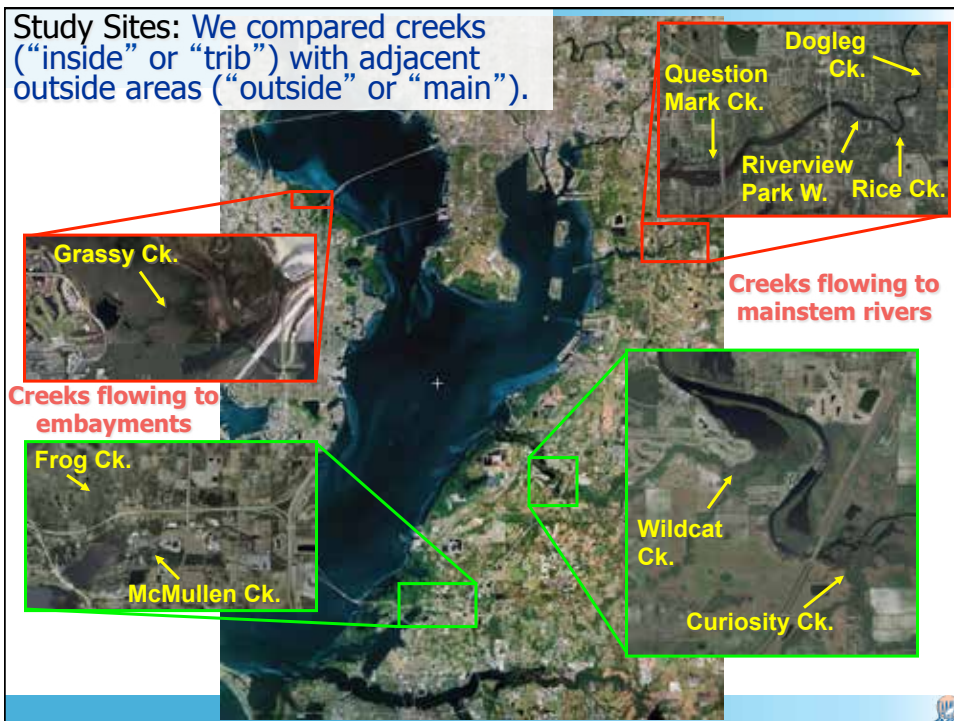 Study Sites: We compared creeks
(“inside” or “trib”) with adjacent
outside areas (“outside” or “main”).
Question
Mark Ck.
Dogleg
Ck.
Riverview
Park W.
Rice Ck.
Grassy Ck.
Creeks flowing to
mainstem rivers
Creeks flowing to
embayments
Frog Ck.
McMullen Ck.
Wildcat
Ck.
Curiosity Ck.